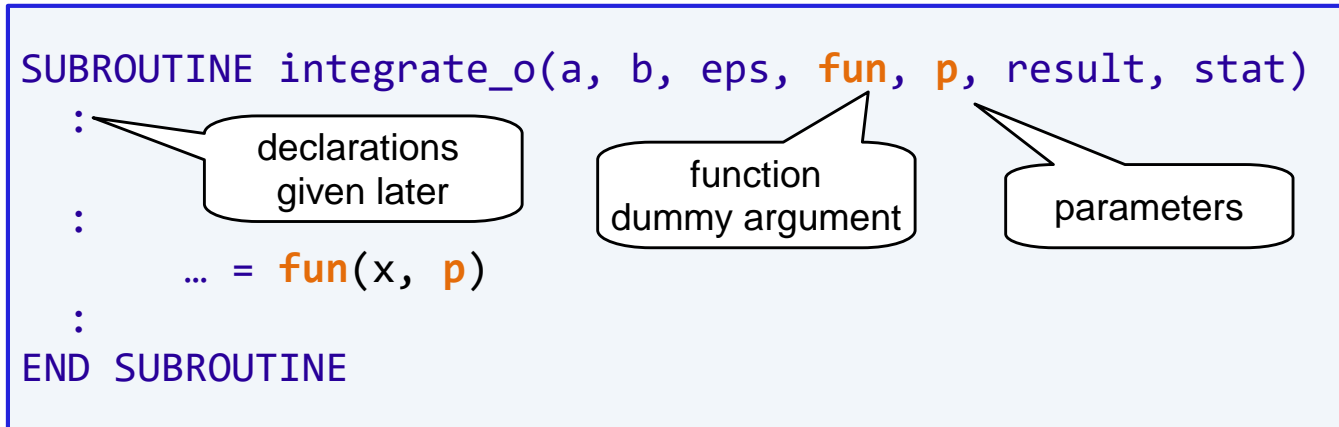 SUBROUTINE integrate_o(a, b, eps, fun, p, result, stat)
:
declarations
given later
function
dummy argument
parameters
:
… = fun(x, p)
:
END SUBROUTINE